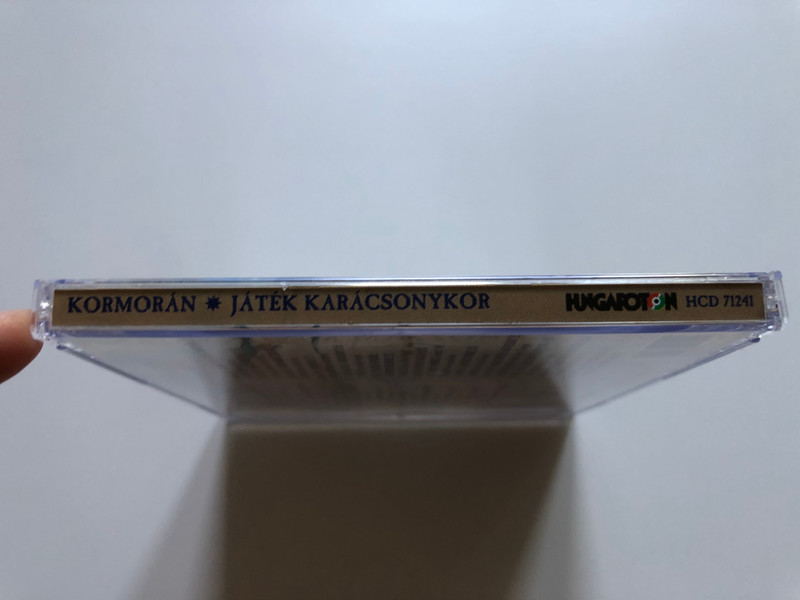 KORMORÁN ✷ JÁTÉK KARÁCSONYKOR HUNGAROTON HCD 71241